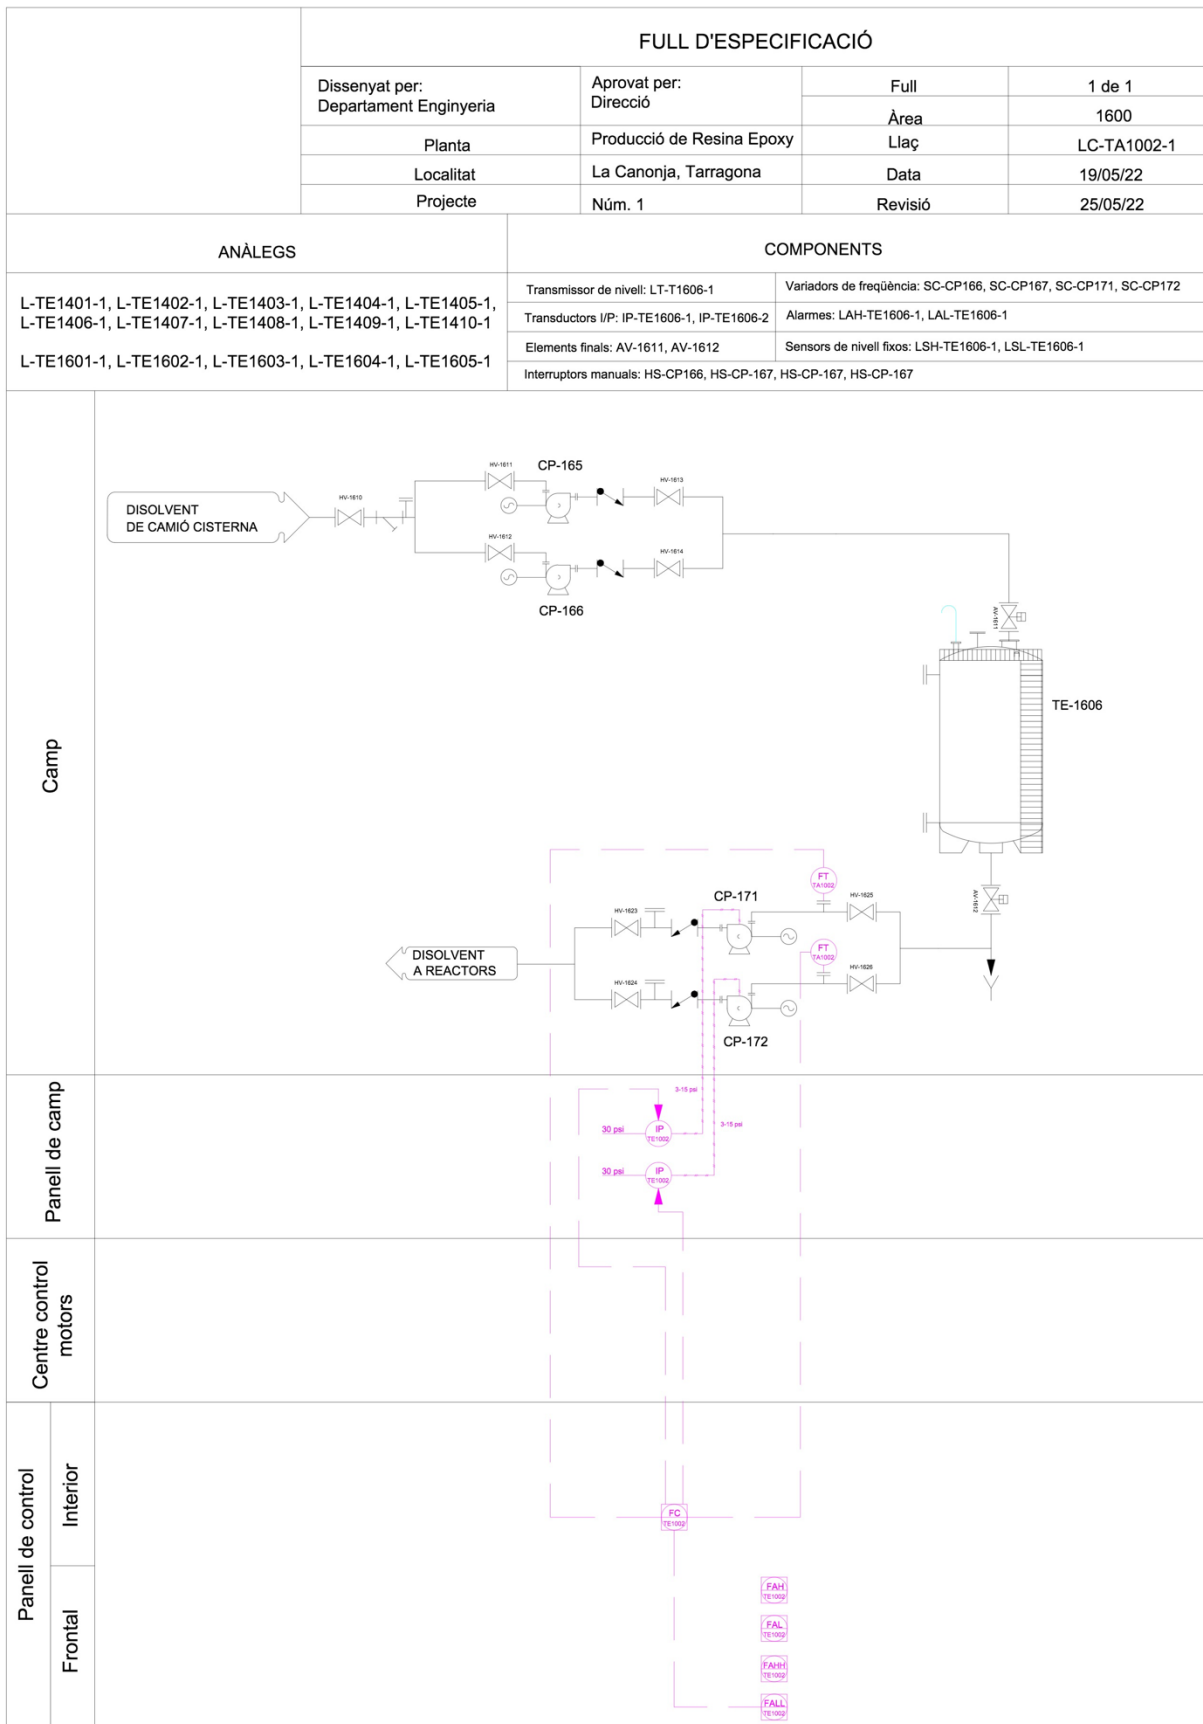 FULL D'ESPECIFICACIÓ
Dissenyat per:
Departament Enginyeria
Aprovat per:
Direcció
Full
1 de 1
Àrea
1600
Planta
Producció de Resina Epoxy
Llaç
LC-TA1002-1
Localitat
La Canonja, Tarragona
Data
19/05/22
Projecte
Núm. 1
Revisió
25/05/22
ANÀLEGS
COMPONENTS
L-TE1401-1, L-TE1402-1, L-TE1403-1, L-TE1404-1, L-TE1405-1,
L-TE1406-1, L-TE1407-1, L-TE1408-1, L-TE1409-1, L-TE1410-1
L-TE1601-1, L-TE1602-1, L-TE1603-1, L-TE1604-1, L-TE1605-1
Transmissor de nivell: LT-T1606-1
Variadors de freqüència: SC-CP166, SC-CP167, SC-CP171, SC-CP172
Transductors I/P: IP-TE1606-1, IP-TE1606-2
Alarmes: LAH-TE1606-1, LAL-TE1606-1
Elements finals: AV-1611, AV-1612
Sensors de nivell fixos: LSH-TE1606-1, LSL-TE1606-1
Interruptors manuals: HS-CP166, HS-CP-167, HS-CP-167, HS-CP-167
Camp
DISOLVENT
DE CAMIÓ CISTERNA
HV-1610
HV-1611
CP-165
HV-1613
HV-1612
HV-1614
CP-166
AV-1611
TE-1606
AV-1612
FT
TA1002
CP-171
HV-1623
HV-1625
FT
TA1002
DISOLVENT
A REACTORS
HV-1624
HV-1626
CP-172
Panell de camp
3-15 psi
3-15 psi
30 psi
IP
TE1002
30 psi
IP
TE1002
Centre control
motors
Panell de control
Interior
FC
TE1002
Frontal
FAH
TE1002
FAL
TE1002
FAHH
TE1002
FALL
TE1002